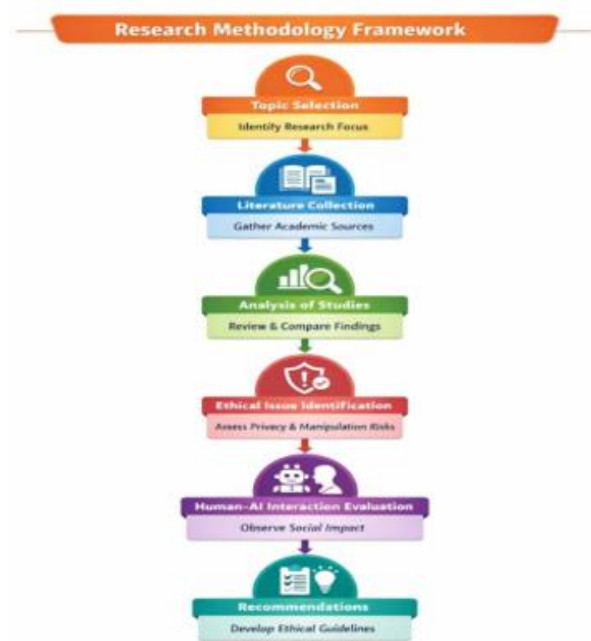 Research Methodology Framework
Topic Selection
Identify Research Focus
Literature Collection
Gather Academic Sources
Analysis of Studies
Review & Compare Findings
Ethical Issue Identification
Assess Privacy & Manipulation Risks
Human-AI Interaction Evaluation
Observe Social Impact
Recommendations
Develop Ethical Guidelines